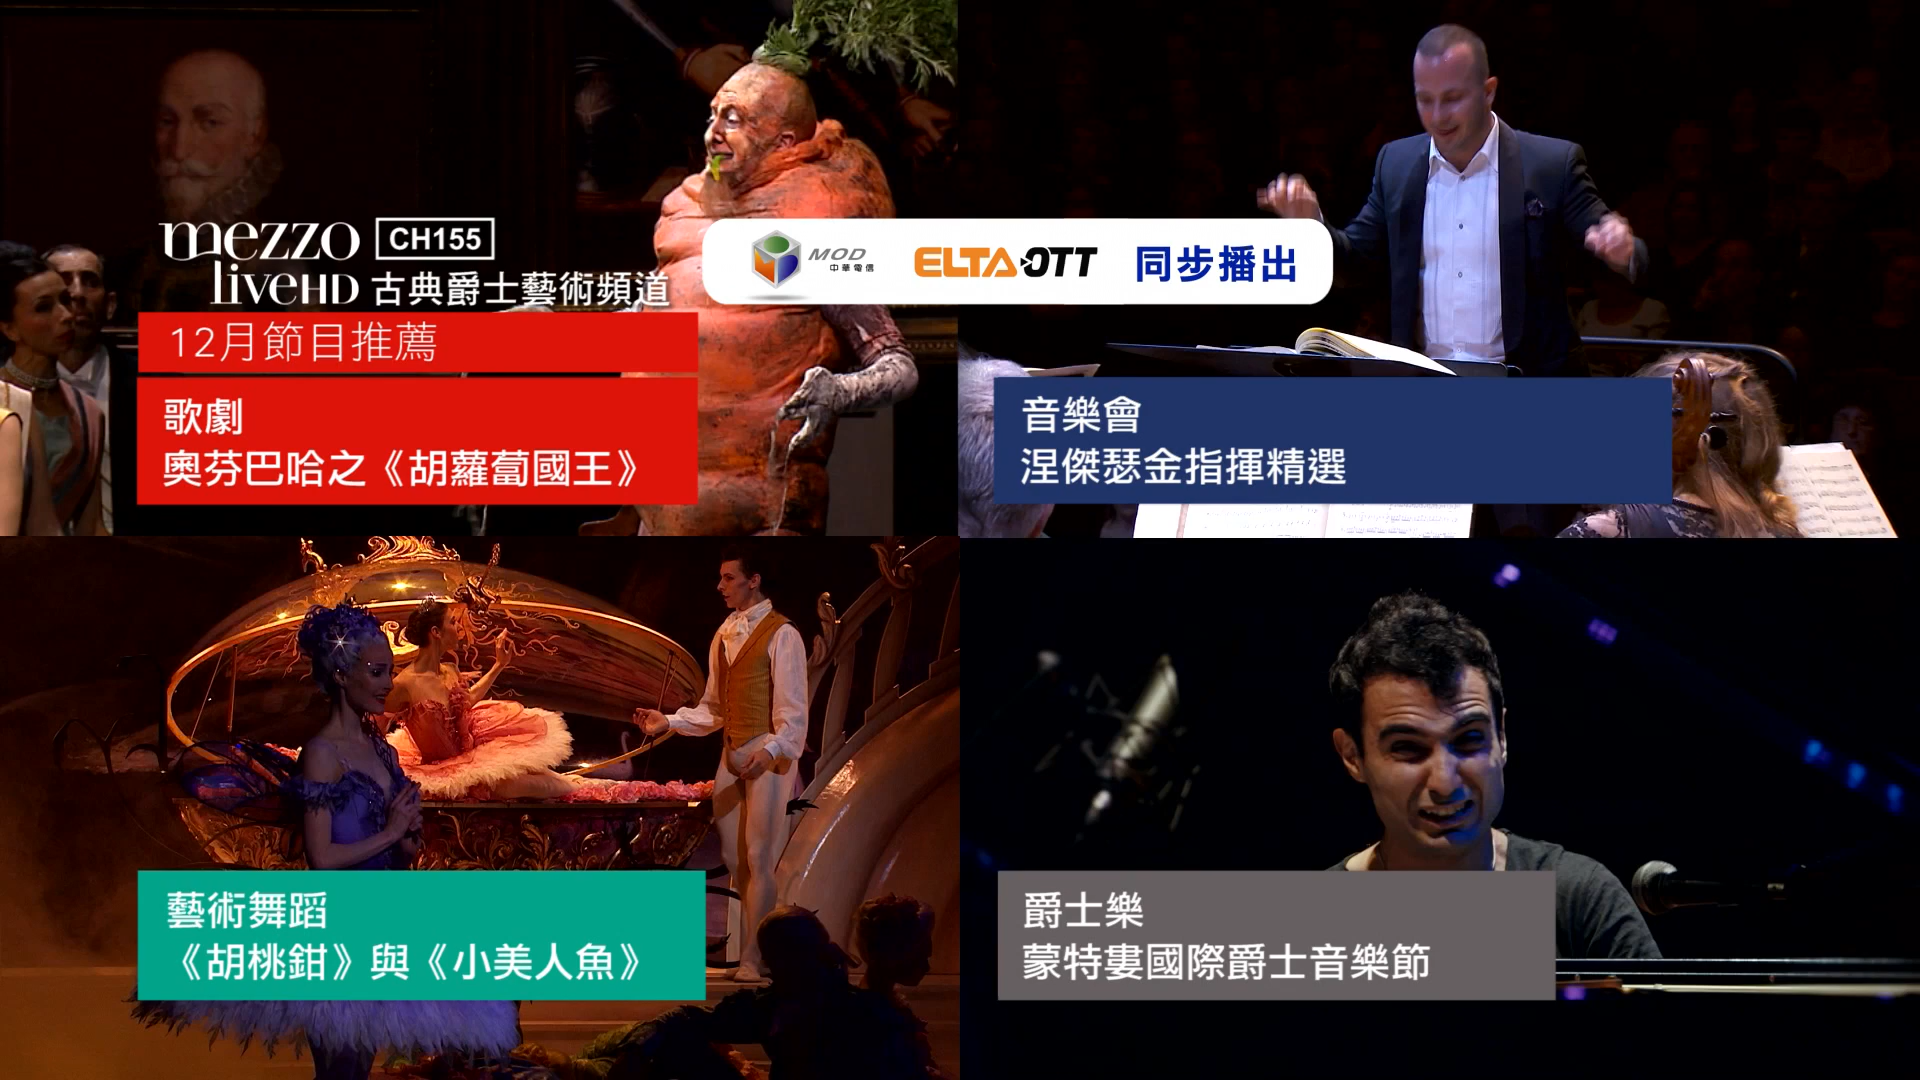 mezzo CH155
liveHD 古典爵士藝術頻道
MOD
中華電信
ELTA OTT 同步播出
12月節目推薦
歌劇
奧芬巴哈之《胡蘿蔔國王》
音樂會
涅傑瑟金指揮精選
藝術舞蹈
《胡桃鉗》與《小美人魚》
爵士樂
蒙特婁國際爵士音樂節